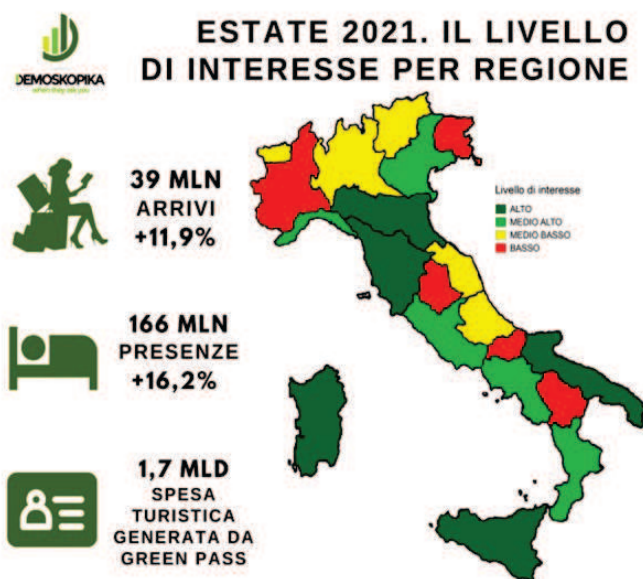 ESTATE 2021. IL LIVELLO
DI INTERESSE PER REGIONE
DEMOSKOPIKA
39 MLN
ARRIVI
+11,9%
Livello di interesse
ALTO
MEDIO ALTO
MEDIO BASSO
BASSO
166 MLN
PRESENZE
+16,2%
1,7 MLD
SPESA
TURISTICA
GENERATA DA
GREEN PASS